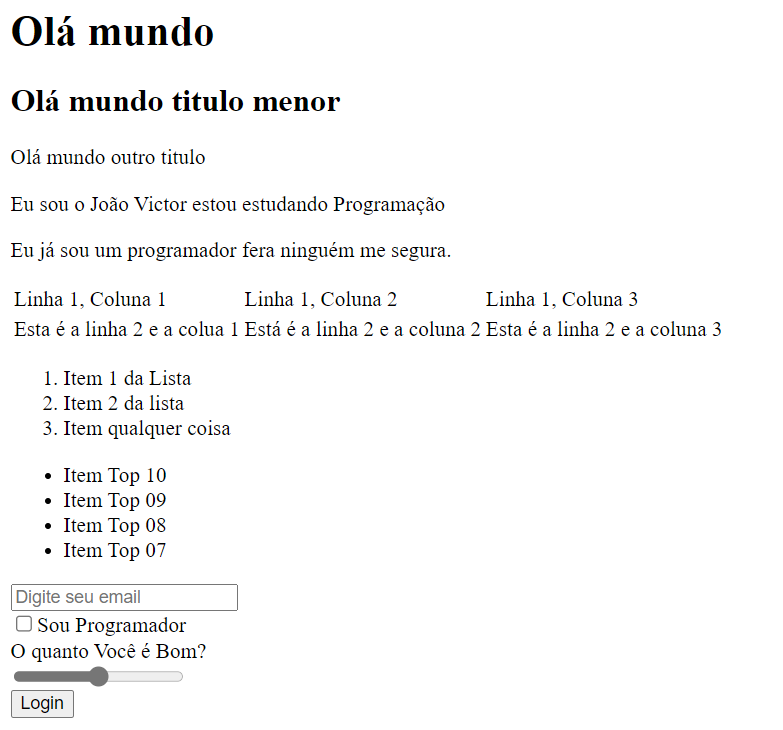 Olá mundo
Olá mundo titulo menor
Olá mundo outro titulo
Eu sou o João Victor estou estudando Programação
Eu já sou um programador fera ninguém me segura.
Linha 1, Coluna 1 Linha 1, Coluna 2 Linha 1, Coluna 3
Esta é a linha 2 e a colua 1 Está é a linha 2 e a coluna 2 Esta é a linha 2 e a coluna 3
1. Item 1 da Lista
2. Item 2 da lista
3. Item qualquer coisa
• Item Top 10
• Item Top 09
• Item Top 08
• Item Top 07
Digite seu email
Sou Programador
O quanto Você é Bom?
Login